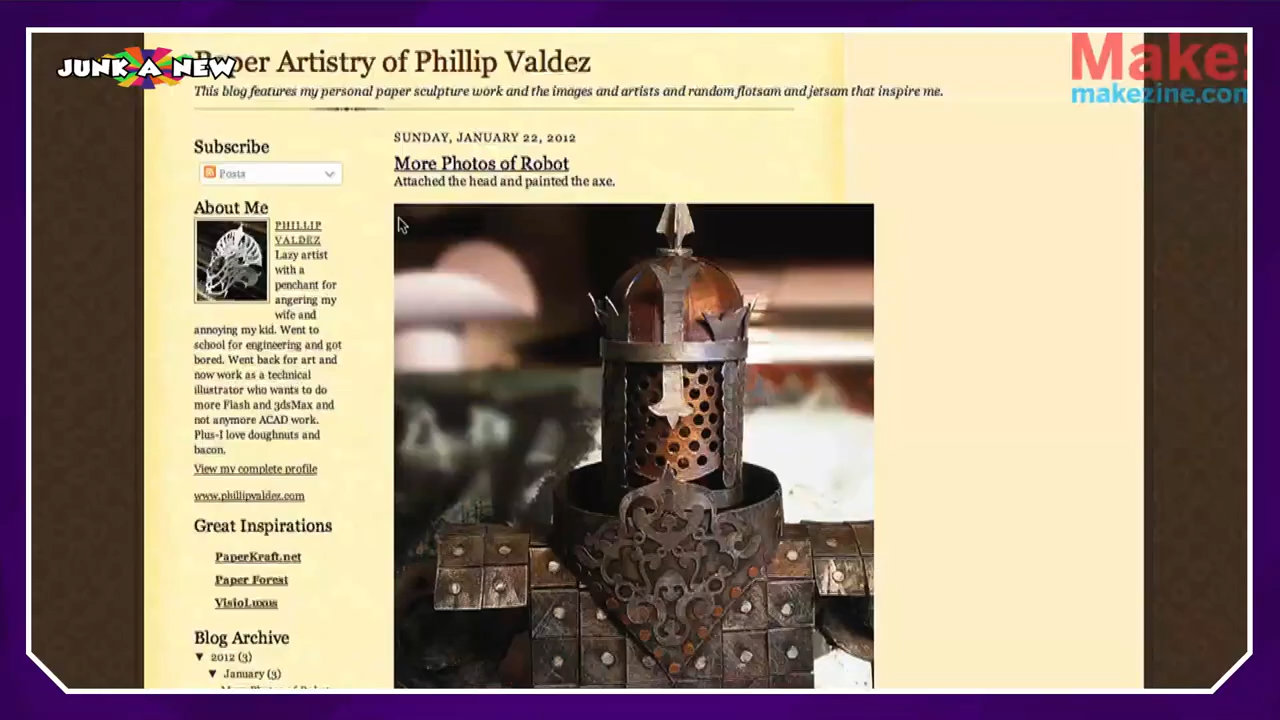 JUNK A NEW
Paper Artistry of Phillip Valdez
Make:
makezine.com
This blog features my personal paper sculpture work and the images and artists and random flotsam and jetsam that inspire me.
Subscribe
Posts
About Me
PHILLIP
VALDEZ
Lazy artist
with a
penchant for
angering my
wife and
annoying my kid. Went to
school for engineering and got
bored. Went back for art and
now work as a technical
illustrator who wants to do
more Flash and 3dsMax and
not anymore ACAD work.
Plus-I love doughnuts and
bacon.
View my complete profile
www.phillipvaldez.com
Great Inspirations
PaperKraft.net
Paper Forest
VisioLuxus
Blog Archive
▼ 2012 (3)
▼ January (3)
SUNDAY, JANUARY 22, 2012
More Photos of Robot
Attached the head and painted the axe.